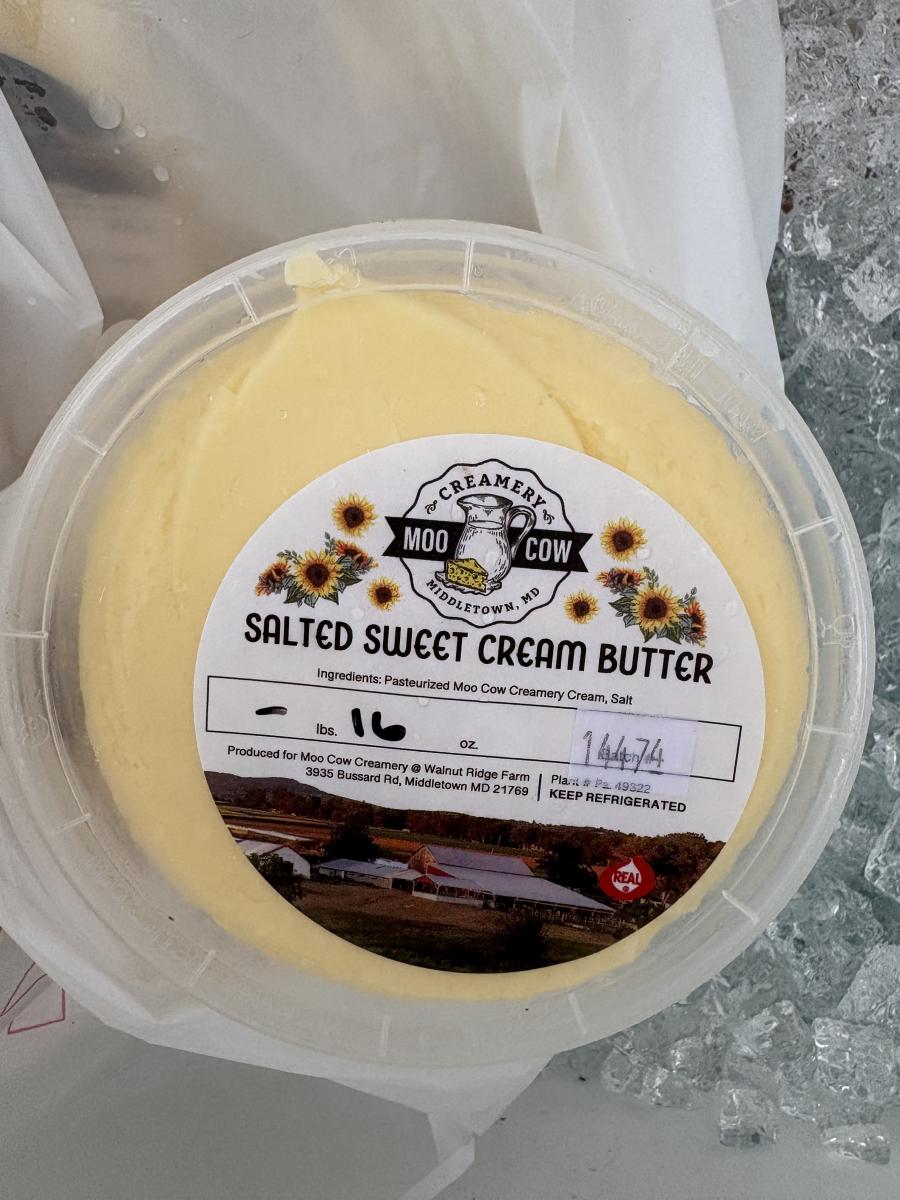 CREAMERY
MOO COW
MIDDLETOWN, MD
SALTED SWEET CREAM BUTTER
Ingredients: Pasteurized Moo Cow Creamery Cream, Salt
- lbs. 16 oz.
14474
Produced for Moo Cow Creamery @ Walnut Ridge Farm
3935 Bussard Rd, Middletown MD 21769
Plant # Pa. 49322
KEEP REFRIGERATED
REAL
®